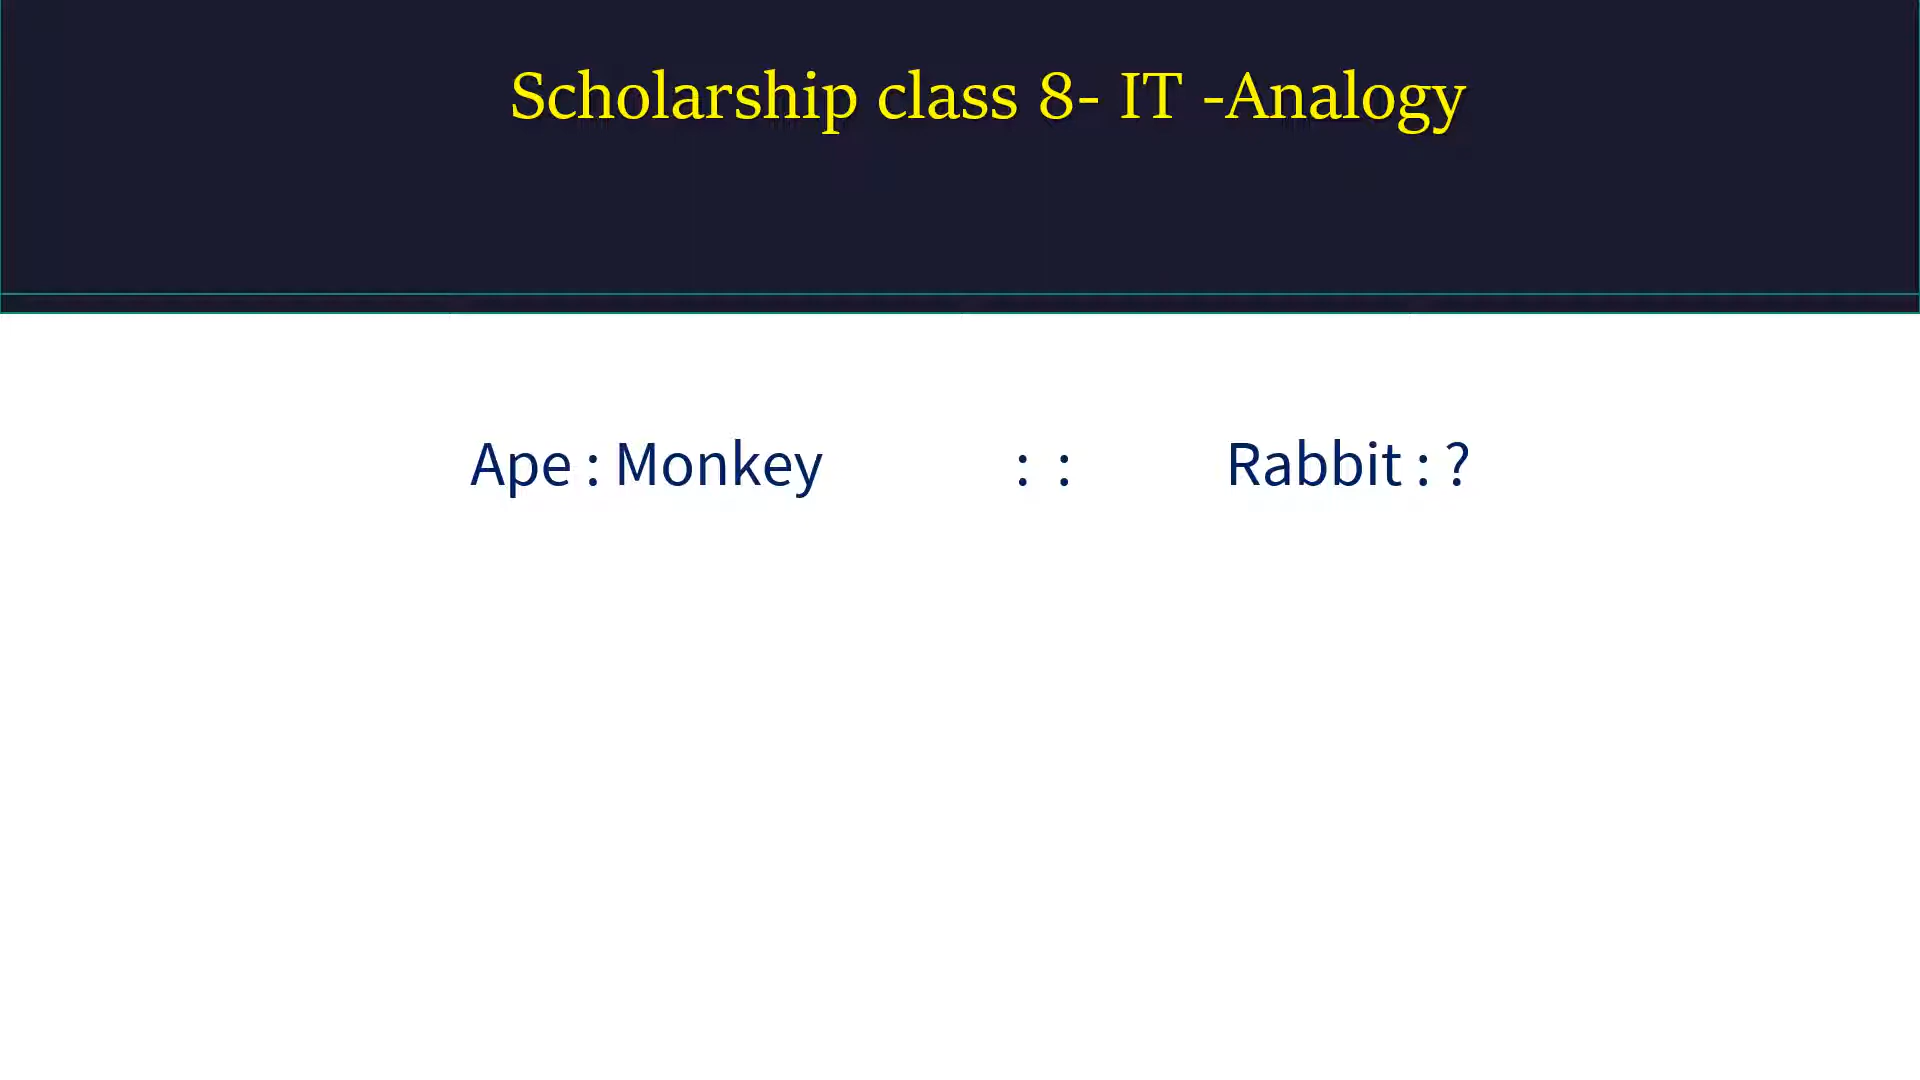 Scholarship class 8- IT -Analogy
Ape : Monkey : : Rabbit : ?